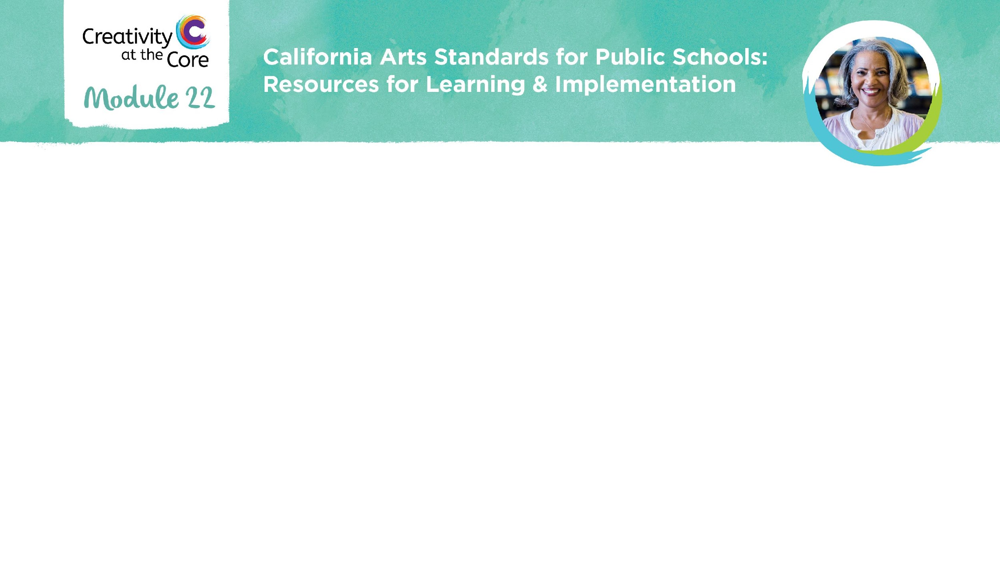 Creativity
at the Core
Module 22
California Arts Standards for Public Schools:
Resources for Learning & Implementation